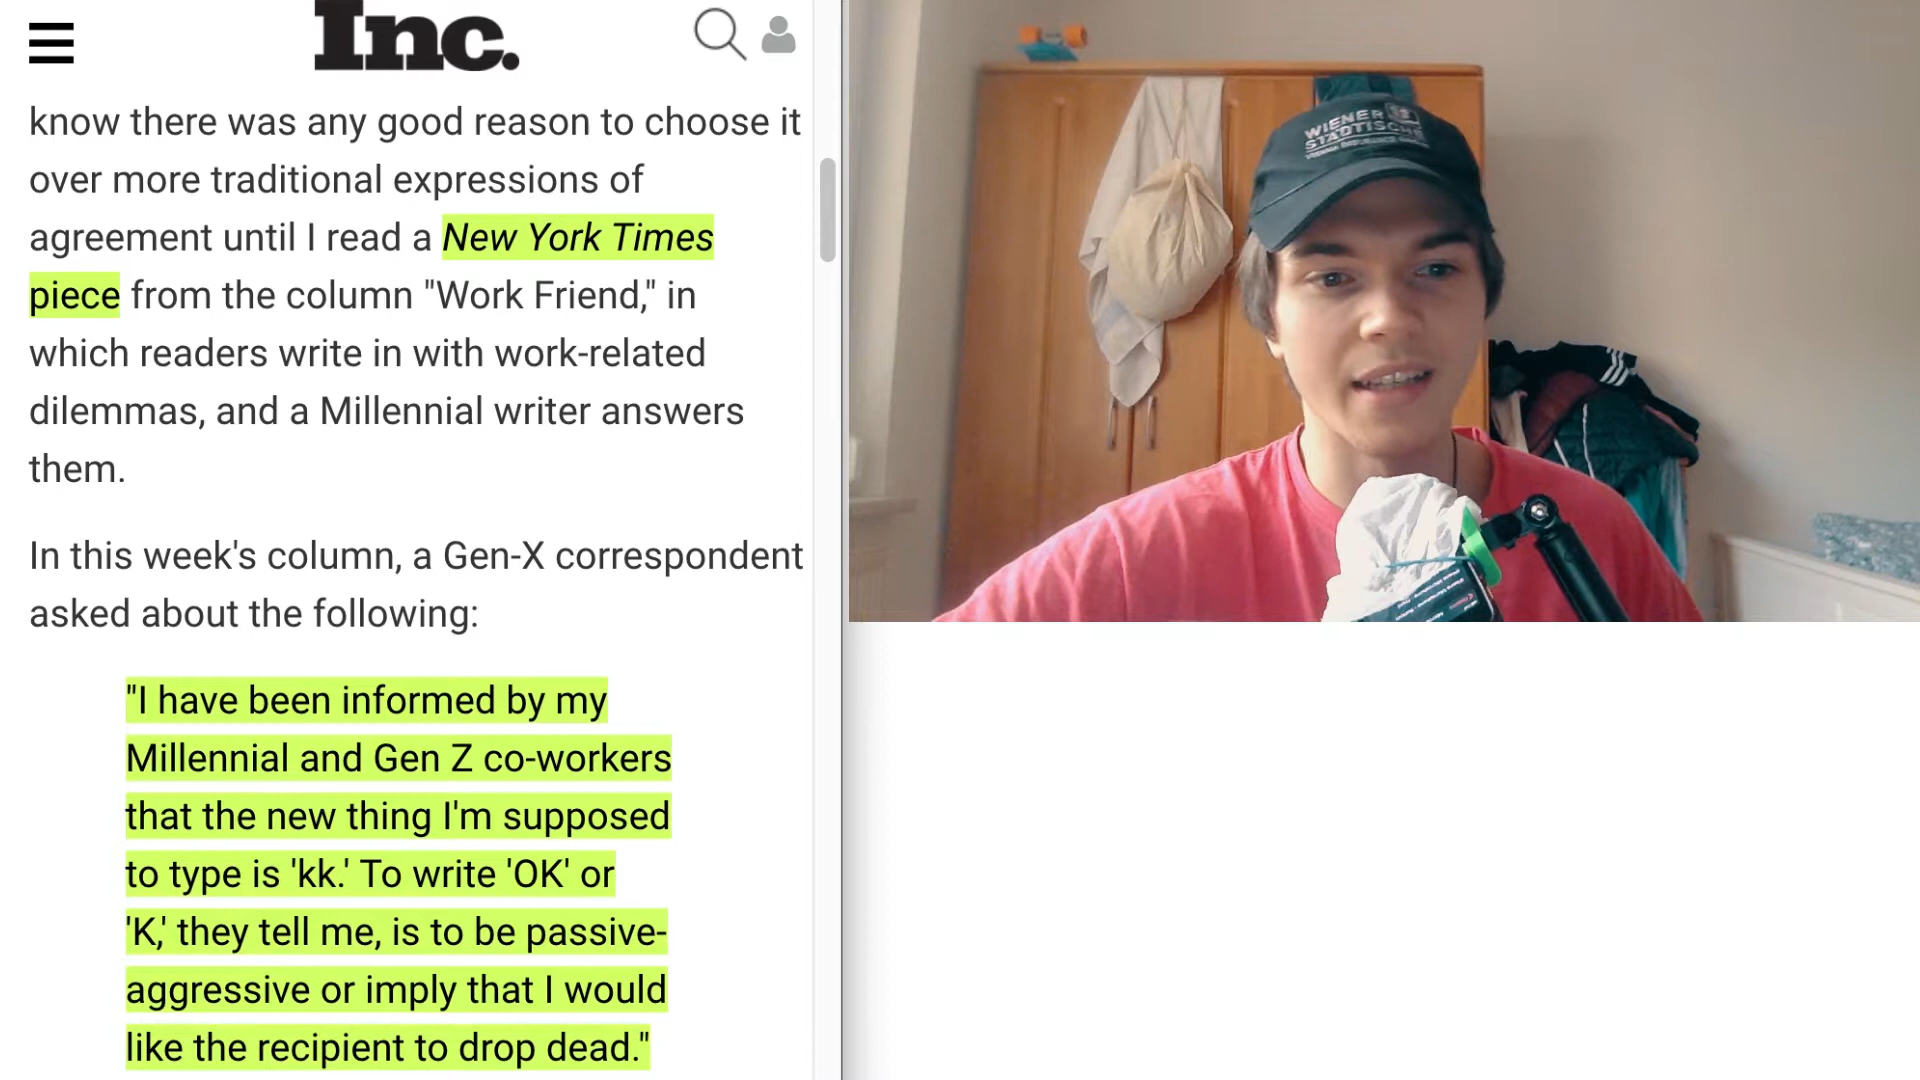 Inc.
know there was any good reason to choose it
over more traditional expressions of
agreement until I read a New York Times
piece from the column "Work Friend," in
which readers write in with work-related
dilemmas, and a Millennial writer answers
them.
In this week's column, a Gen-X correspondent
asked about the following:
"I have been informed by my
Millennial and Gen Z co-workers
that the new thing I'm supposed
to type is 'kk.' To write 'OK' or
'K,' they tell me, is to be passive-
aggressive or imply that I would
like the recipient to drop dead."
WIENER
STÄDTISCHE